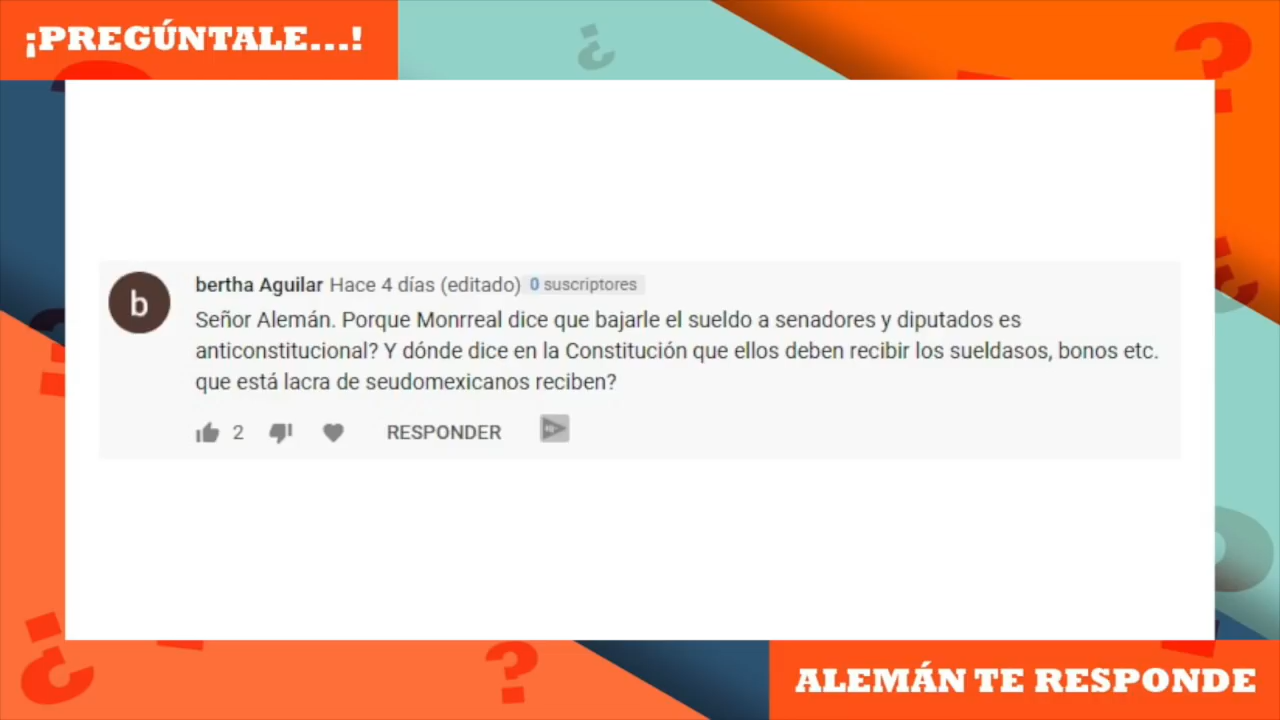 ¡PREGÚNTALE...!
bertha Aguilar Hace 4 días (editado) 0 suscriptores
Señor Alemán. Porque Monrreal dice que bajarle el sueldo a senadores y diputados es
anticonstitucional? Y dónde dice en la Constitución que ellos deben recibir los sueldasos, bonos etc.
que está lacra de seudomexicanos reciben?
2 RESPONDER
ALEMÁN TE RESPONDE